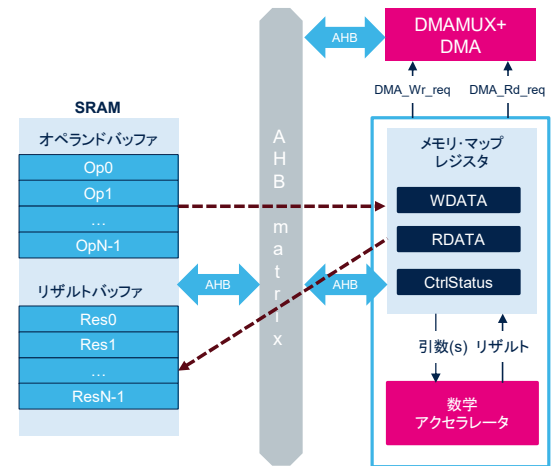 DMAMUX+
DMA
AHB
DMA_Wr_req
DMA_Rd_req
SRAM
オペランドバッファ
Op0
Op1
…
OpN-1
リザルトバッファ
Res0
Res1
…
ResN-1
AHB
AHB matrix
AHB
メモリ・マップ
レジスタ
WDATA
RDATA
CtrlStatus
引数(s)
リザルト
数学
アクセラレータ